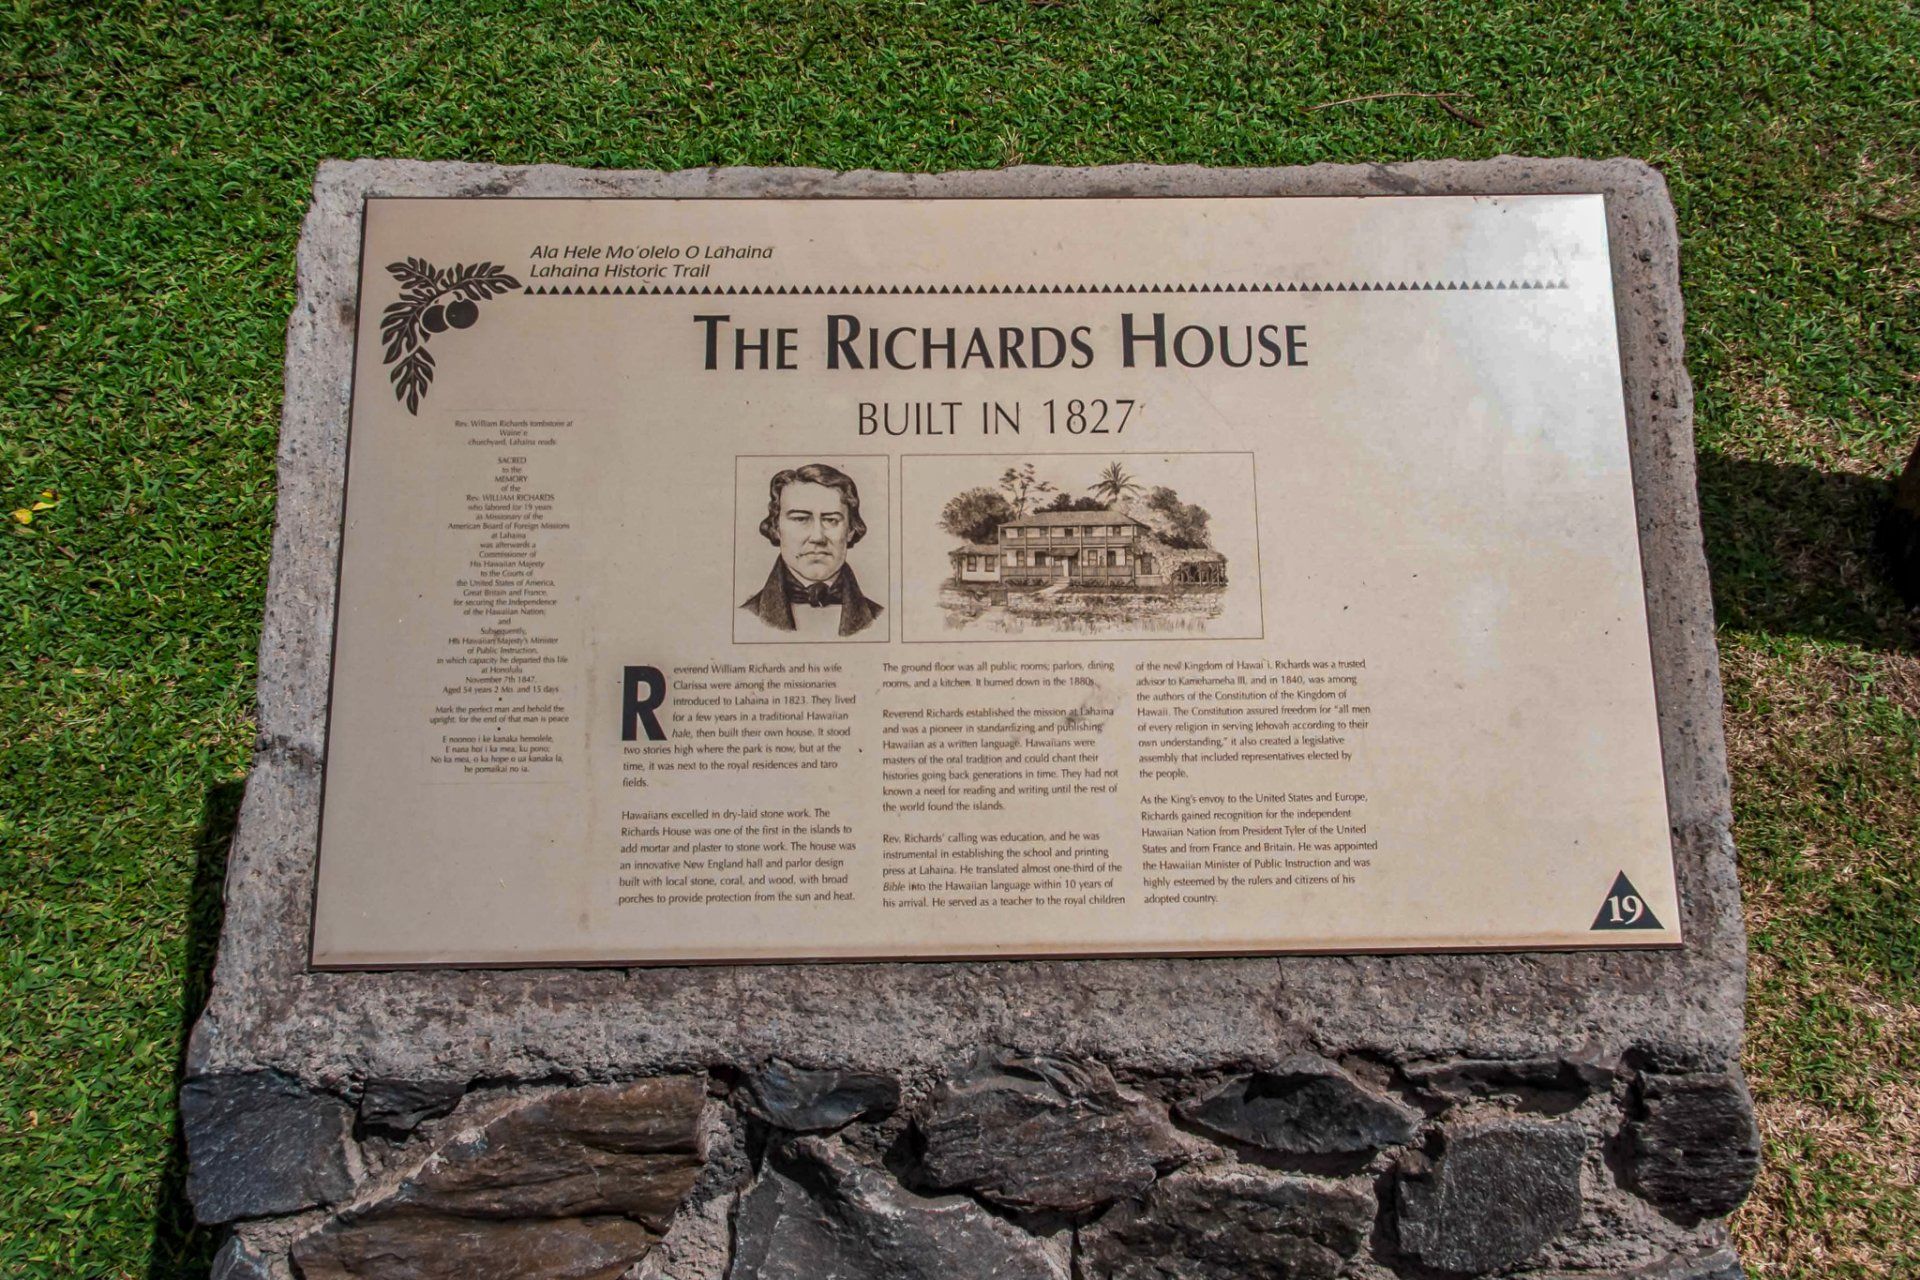 Ala Hele Mo'olelo O Lahaina
Lahaina Historic Trail
THE RICHARDS HOUSE
BUILT IN 1827
Rev. William Richards tombstone at
Waine'e
churchyard, Lahaina reads:
SACRED
to the
MEMORY
of the
Rev. WILLIAM RICHARDS
who labored for 19 years
as Missionary of the
American Board of Foreign Missions
at Lahaina
was afterwards a
Commissioner of
His Hawaiian Majesty
to the Courts of
the United States of America,
Great Britain and France,
for securing the Independence
of the Hawaiian Nation;
and
Subsequently,
His Hawaiian Majesty's Minister
of Public Instruction,
in which capacity he departed this life
at Honolulu
November 7th 1847.
Aged 54 years 2 Mo. and 15 days
•
Mark the perfect man and behold the
upright, for the end of that man is peace
•
E noonoo i ke kanaka hemolele,
E nana hoi i ka mea, ku pono;
No ka mea, o ka hope o ua kanaka la,
he pomaikai no ia.
Reverend William Richards and his wife
Clarissa were among the missionaries
introduced to Lahaina in 1823. They lived
for a few years in a traditional Hawaiian
hale, then built their own house. It stood
two stories high where the park is now, but at the
time, it was next to the royal residences and taro
fields.
Hawaiians excelled in dry-laid stone work. The
Richards House was one of the first in the islands to
add mortar and plaster to stone work. The house was
an innovative New England hall and parlor design
built with local stone, coral, and wood, with broad
porches to provide protection from the sun and heat.
The ground floor was all public rooms; parlors, dining
rooms, and a kitchen. It burned down in the 1880s.
Reverend Richards established the mission at Lahaina
and was a pioneer in standardizing and publishing
Hawaiian as a written language. Hawaiians were
masters of the oral tradition and could chant their
histories going back generations in time. They had not
known a need for reading and writing until the rest of
the world found the islands.
Rev. Richards' calling was education, and he was
instrumental in establishing the school and printing
press at Lahaina. He translated almost one-third of the
Bible into the Hawaiian language within 10 years of
his arrival. He served as a teacher to the royal children
of the new Kingdom of Hawai'i. Richards was a trusted
advisor to Kamehameha III, and in 1840, was among
the authors of the Constitution of the Kingdom of
Hawaii. The Constitution assured freedom for "all men
of every religion in serving Jehovah according to their
own understanding," it also created a legislative
assembly that included representatives elected by
the people.
As the King's envoy to the United States and Europe,
Richards gained recognition for the independent
Hawaiian Nation from President Tyler of the United
States and from France and Britain. He was appointed
the Hawaiian Minister of Public Instruction and was
highly esteemed by the rulers and citizens of his
adopted country.
19